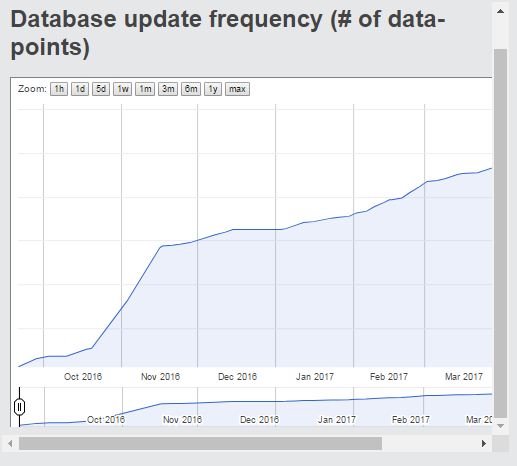 Database update frequency (# of data-
points)
Zoom: 1h 1d 5d 1w 1m 3m 6m 1y max
Oct 2016 Nov 2016 Dec 2016 Jan 2017 Feb 2017 Mar 2017
Oct 2016 Nov 2016 Dec 2016 Jan 2017 Feb 2017 Mar 20